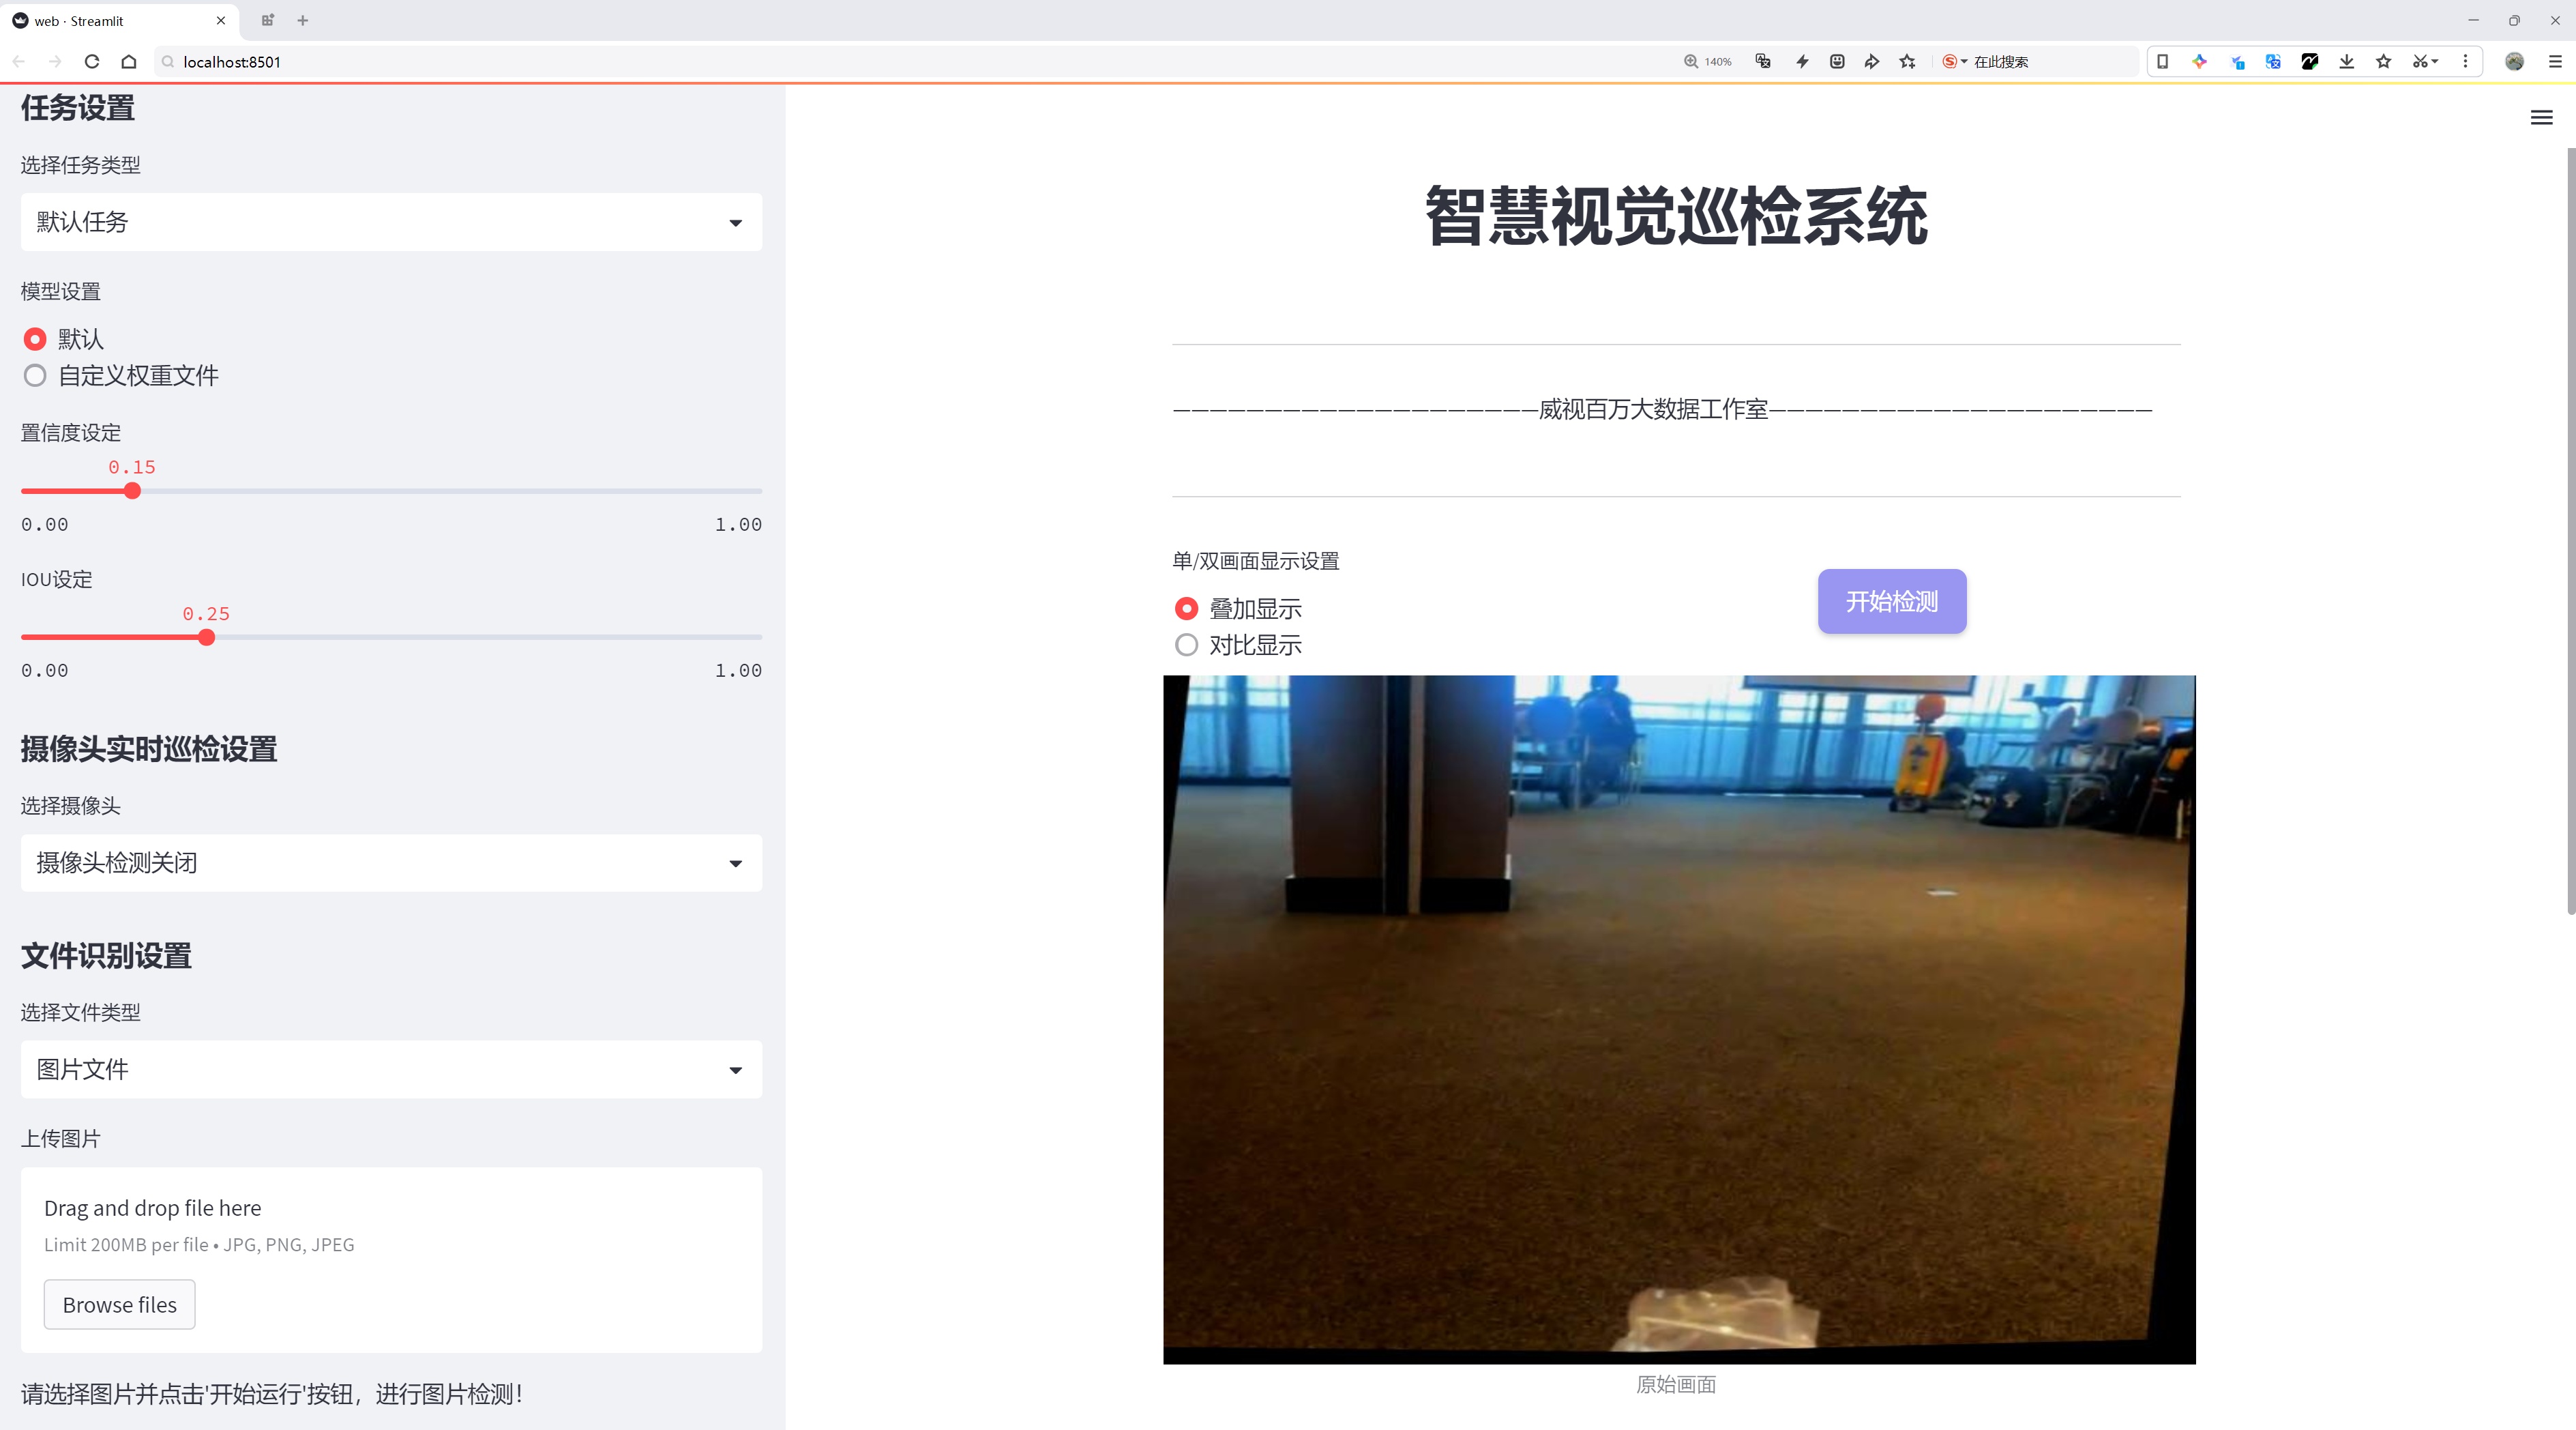 web · Streamlit
localhost:8501
140%
在此搜索
任务设置
选择任务类型
默认任务
模型设置
默认
自定义权重文件
置信度设定
0.15
0.00
1.00
IOU设定
0.25
0.00
1.00
摄像头实时巡检设置
选择摄像头
摄像头检测关闭
文件识别设置
选择文件类型
图片文件
上传图片
Drag and drop file here
Limit 200MB per file • JPG, PNG, JPEG
Browse files
请选择图片并点击'开始运行'按钮，进行图片检测！
智慧视觉巡检系统
————————————————————威视百万大数据工作室—————————————————————
单/双画面显示设置
叠加显示
对比显示
开始检测
原始画面